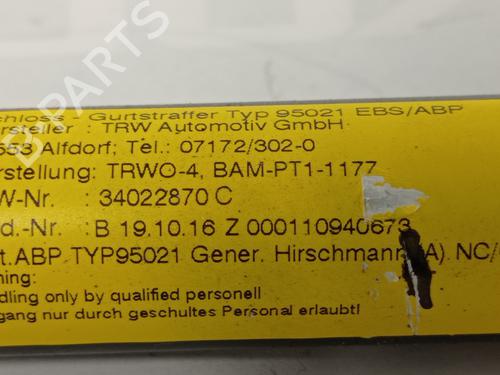 chloss - Gurtstraffer Typ 95021 EBS/ABP
ersteller : TRW Automotiv GmbH
553 Alfdorf; Tel.: 07172/302-0
rstellung: TRWO-4, BAM-PT1-1177
W-Nr. : 34022870 C
d.-Nr. : B 19.10.16 Z 000110940673
t.ABP TYP95021 Gener. Hirschmann(A) NC/
ning:
dling only by qualified personell
gang nur durch geschultes Personal erlaubt!